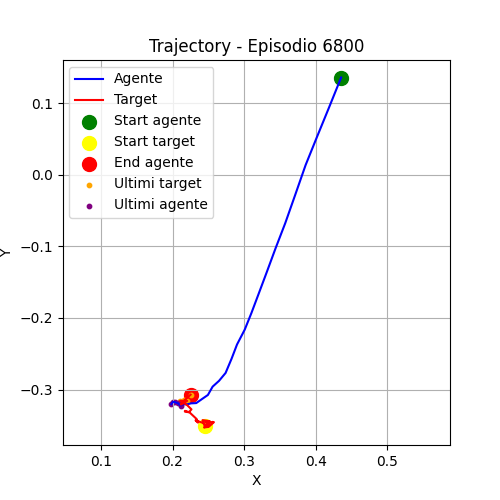 Trajectory - Episodio 6800
Agente
Target
Start agente
Start target
End agente
Ultimi target
Ultimi agente
0.1
0.0
−0.1
−0.2
−0.3
Y
0.1
0.2
0.3
0.4
0.5
X